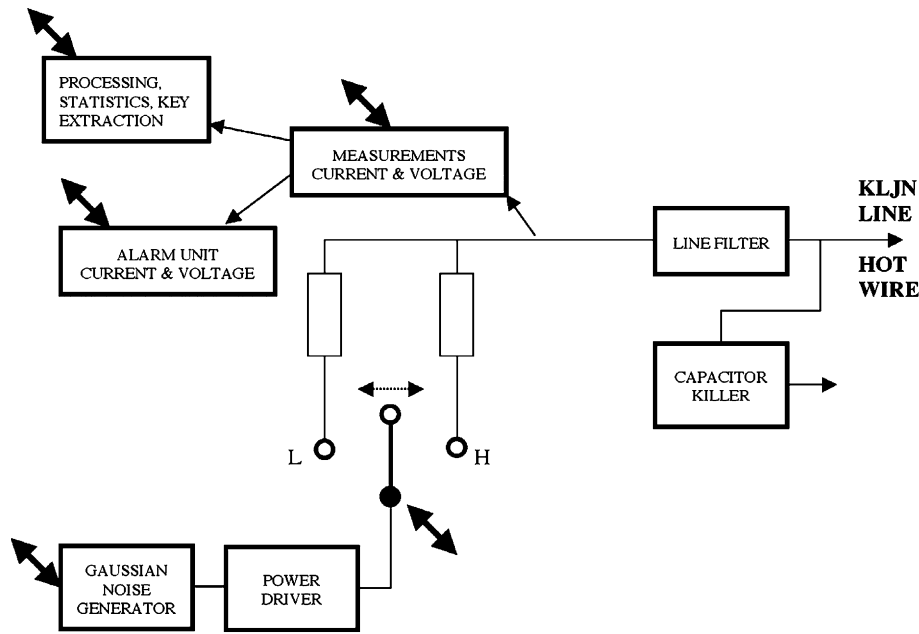 PROCESSING,
STATISTICS, KEY
EXTRACTION
MEASUREMENTS
CURRENT & VOLTAGE
ALARM UNIT
CURRENT & VOLTAGE
LINE FILTER
KLJN
LINE
HOT
WIRE
CAPACITOR
KILLER
L
H
GAUSSIAN
NOISE
GENERATOR
POWER
DRIVER